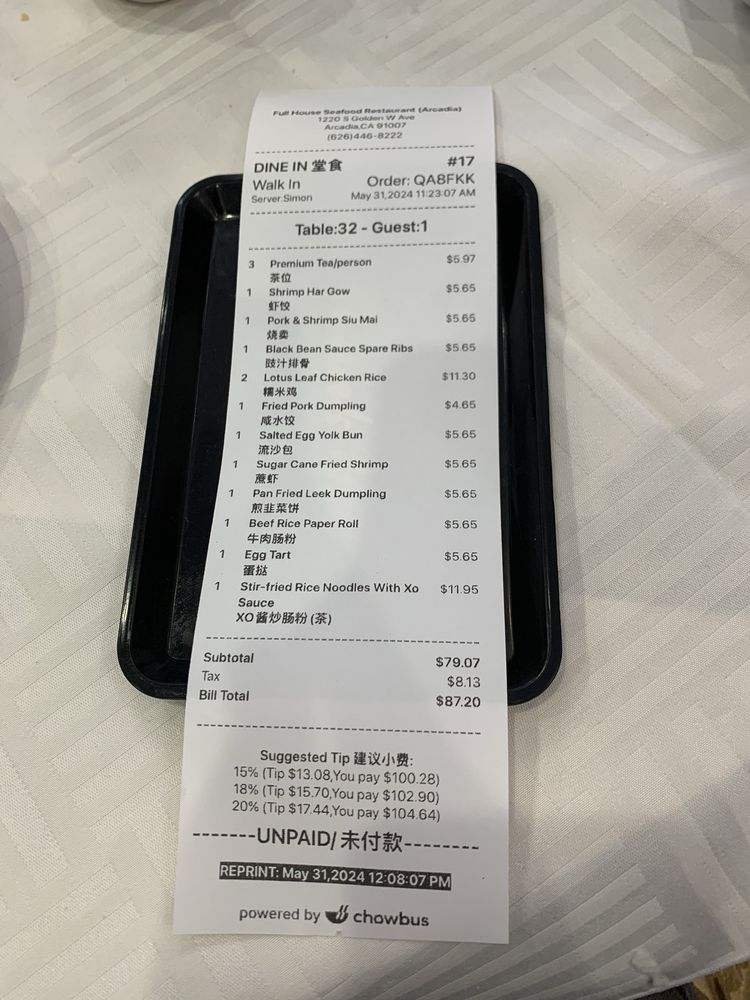 Full House Seafood Restaurant (Arcadia)
1220 S Golden W Ave
Arcadia,CA 91007
(626)446-8222
DINE IN 堂食 #17
Walk In Order: QA8FKK
Server:Simon May 31,2024 11:23:07 AM
Table:32 - Guest:1
3 Premium Tea/person $5.97
茶位
1 Shrimp Har Gow $5.65
虾饺
1 Pork & Shrimp Siu Mai $5.65
烧卖
1 Black Bean Sauce Spare Ribs $5.65
豉汁排骨
2 Lotus Leaf Chicken Rice $11.30
糯米鸡
1 Fried Pork Dumpling $4.65
咸水饺
1 Salted Egg Yolk Bun $5.65
流沙包
1 Sugar Cane Fried Shrimp $5.65
蔗虾
1 Pan Fried Leek Dumpling $5.65
煎韭菜饼
1 Beef Rice Paper Roll $5.65
牛肉肠粉
1 Egg Tart $5.65
蛋挞
1 Stir-fried Rice Noodles With Xo $11.95
Sauce
XO酱炒肠粉 (茶)
Subtotal $79.07
Tax $8.13
Bill Total $87.20
Suggested Tip 建议小费:
15% (Tip $13.08,You pay $100.28)
18% (Tip $15.70,You pay $102.90)
20% (Tip $17.44,You pay $104.64)
-------UNPAID/ 未付款--------
REPRINT: May 31,2024 12:08:07 PM
powered by chowbus